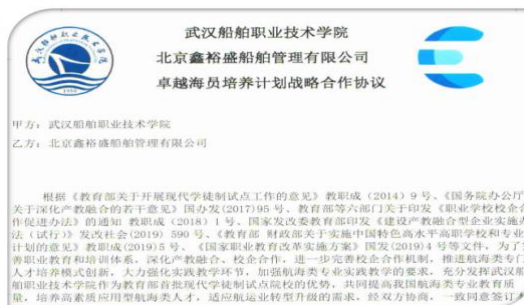 武汉船舶职业技术学院
北京鑫裕盛船舶管理有限公司
卓越海员培养计划战略合作协议
甲方：武汉船舶职业技术学院
乙方：北京鑫裕盛船舶管理有限公司
根据《教育部关于开展现代学徒制试点工作的意见》教职成（2014）9号、《国务院办公厅
关于深化产教融合的若干意见》国办发(2017)95号、教育部等六部门关于印发《职业学校校企合
作促进办法》的通知 教职成（2018）1号、国家发改委教育部印发《建设产教融合型企业实施办
法（试行）》发改社会(2019) 590号、《教育部 财政部关于实施中国特色高水平高职学校和专业
计划的意见》教职成(2019)5号、《国家职业教育改革实施方案》国发(2019)4号等文件，为了完
善职业教育和培训体系，深化产教融合、校企合作，进一步完善校企合作机制，推进航海类专门
人才培养模式创新，大力强化实践教学环节，加强航海类专业实践教学的要求，充分发挥武汉船
舶职业技术学院作为教育部首批现代学徒制试点院校的优势，共同提高我国航海类专业教育质
量，培养高素质应用型航海类人才，适应航运业转型升级的需求，经双方协商，一致同意签订